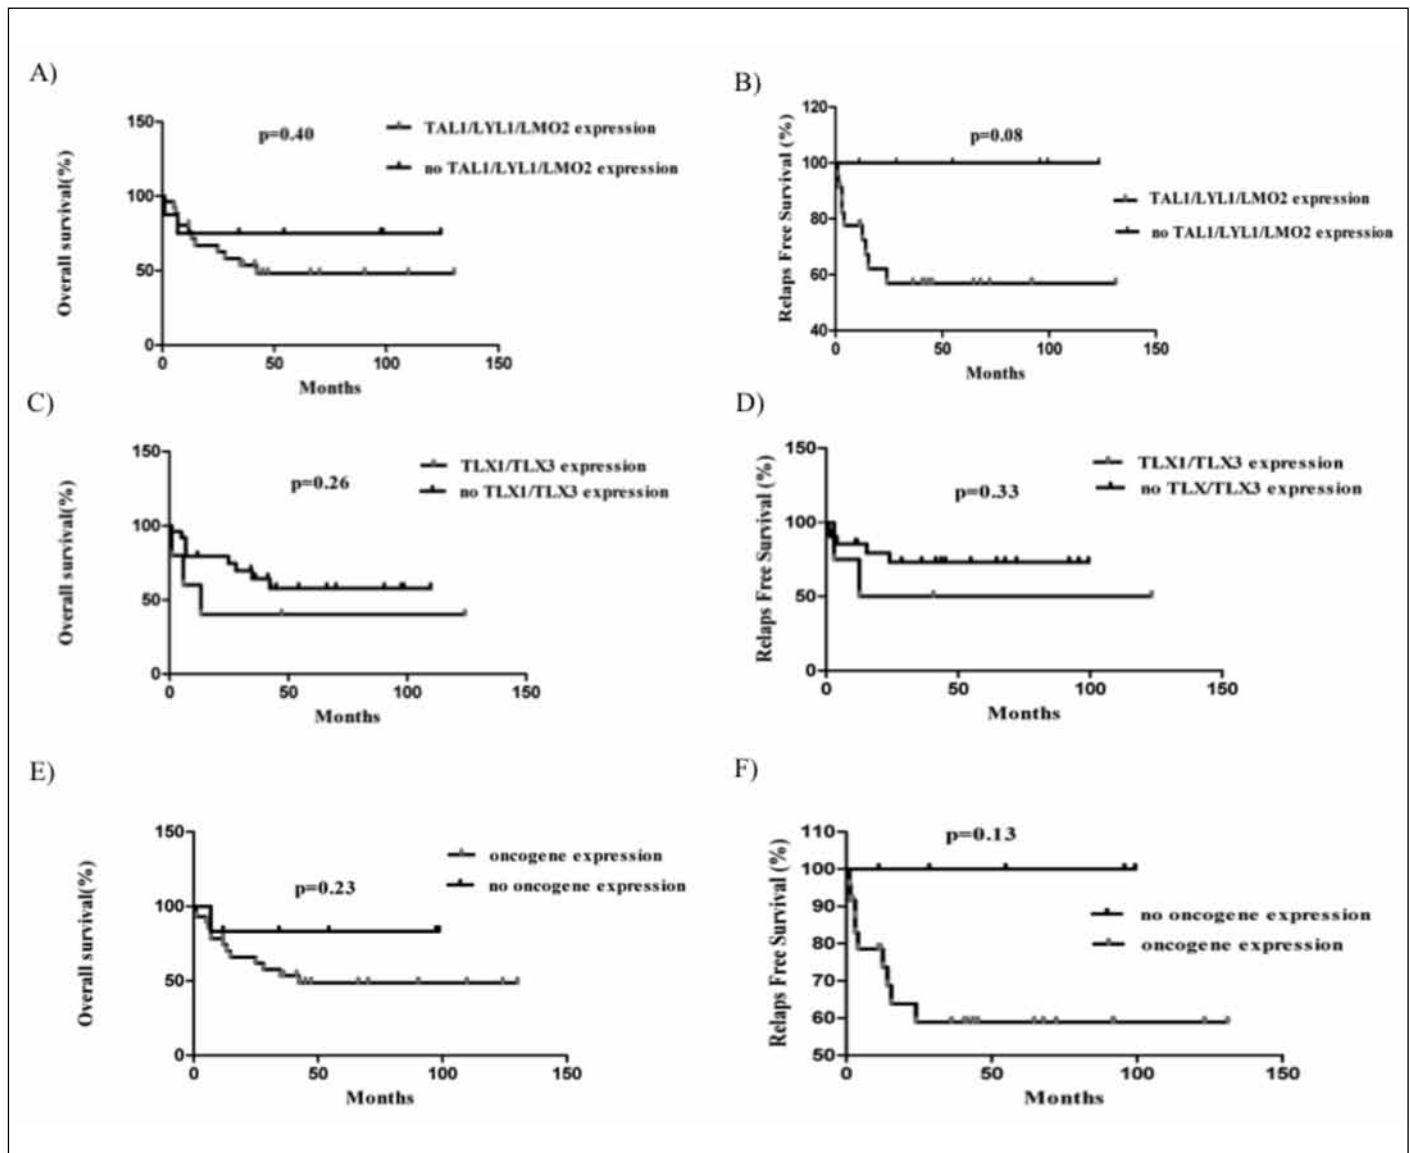 A)
Overall survival(%)
150
100
50
0
p=0.40
TAL1/LYL1/LMO2 expression
no TAL1/LYL1/LMO2 expression
0 50 100 150
Months
B)
Relaps Free Survival (%)
120
100
80
60
40
p=0.08
TAL1/LYL1/LMO2 expression
no TAL1/LYL1/LMO2 expression
0 50 100 150
Months
C)
Overall survival(%)
150
100
50
0
p=0.26
TLX1/TLX3 expression
no TLX1/TLX3 expression
0 50 100 150
Months
D)
Relaps Free Survival (%)
150
100
50
0
p=0.33
TLX1/TLX3 expression
no TLX/TLX3 expression
0 50 100 150
Months
E)
Overall survival(%)
150
100
50
0
p=0.23
oncogene expression
no oncogene expression
0 50 100 150
Months
F)
Relaps Free Survival (%)
110
100
90
80
70
60
50
p=0.13
no oncogene expression
oncogene expression
0 50 100 150
Months